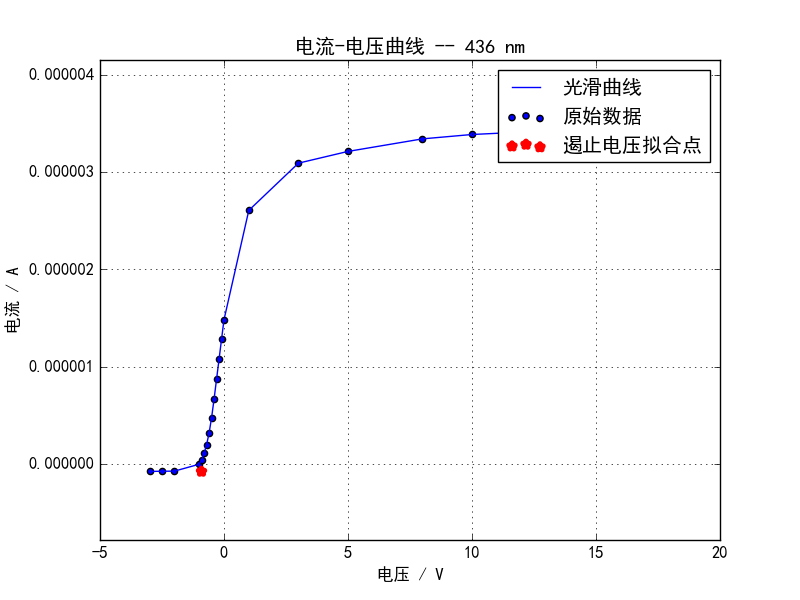 电流-电压曲线 -- 436 nm
0.000004
0.000003
0.000002
0.000001
0.000000
电流 / A
光滑曲线
原始数据
遏止电压拟合点
-5 0 5 10 15 20
电压 / V